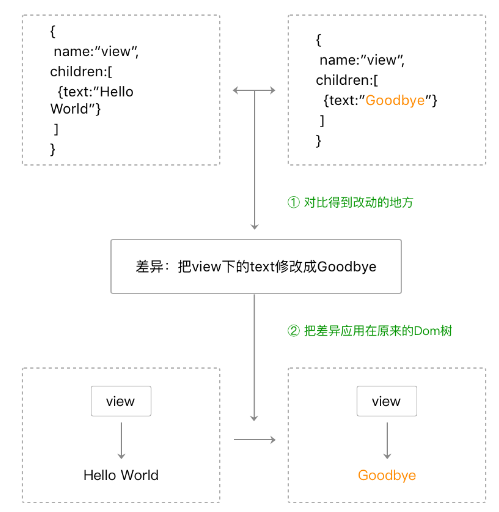 {
name:”view”,
children:[
{text:”Hello
World”}
]
}
{
name:”view”,
children:[
{text:”Goodbye”}
]
}
① 对比得到改动的地方
差异：把view下的text修改成Goodbye
② 把差异应用在原来的Dom树
view
Hello World
view
Goodbye